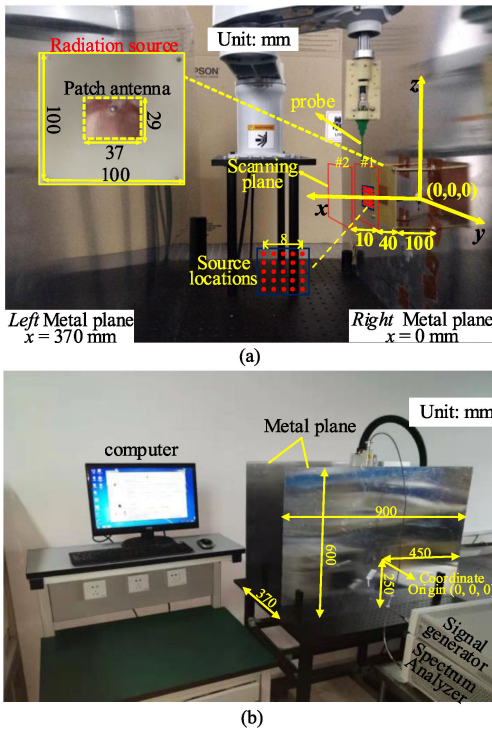 Radiation source
Unit: mm
Patch antenna
100
29
37
100
PSON
probe
z
#2
#1
Scanning
plane
(0,0,0)
x
y
10
40
100
8
Source
locations
Left Metal plane
x = 370 mm
Right Metal plane
x = 0 mm
(a)
Unit: mm
Metal plane
computer
900
600
450
250
Coordinate
Origin (0, 0, 0)
370
Signal
generator
Spectrum
Analyzer
(b)